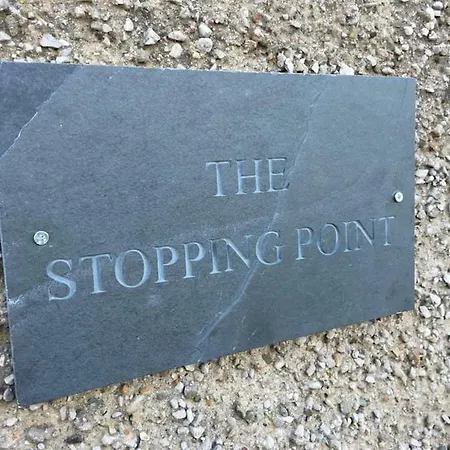 THE
STOPPING POINT